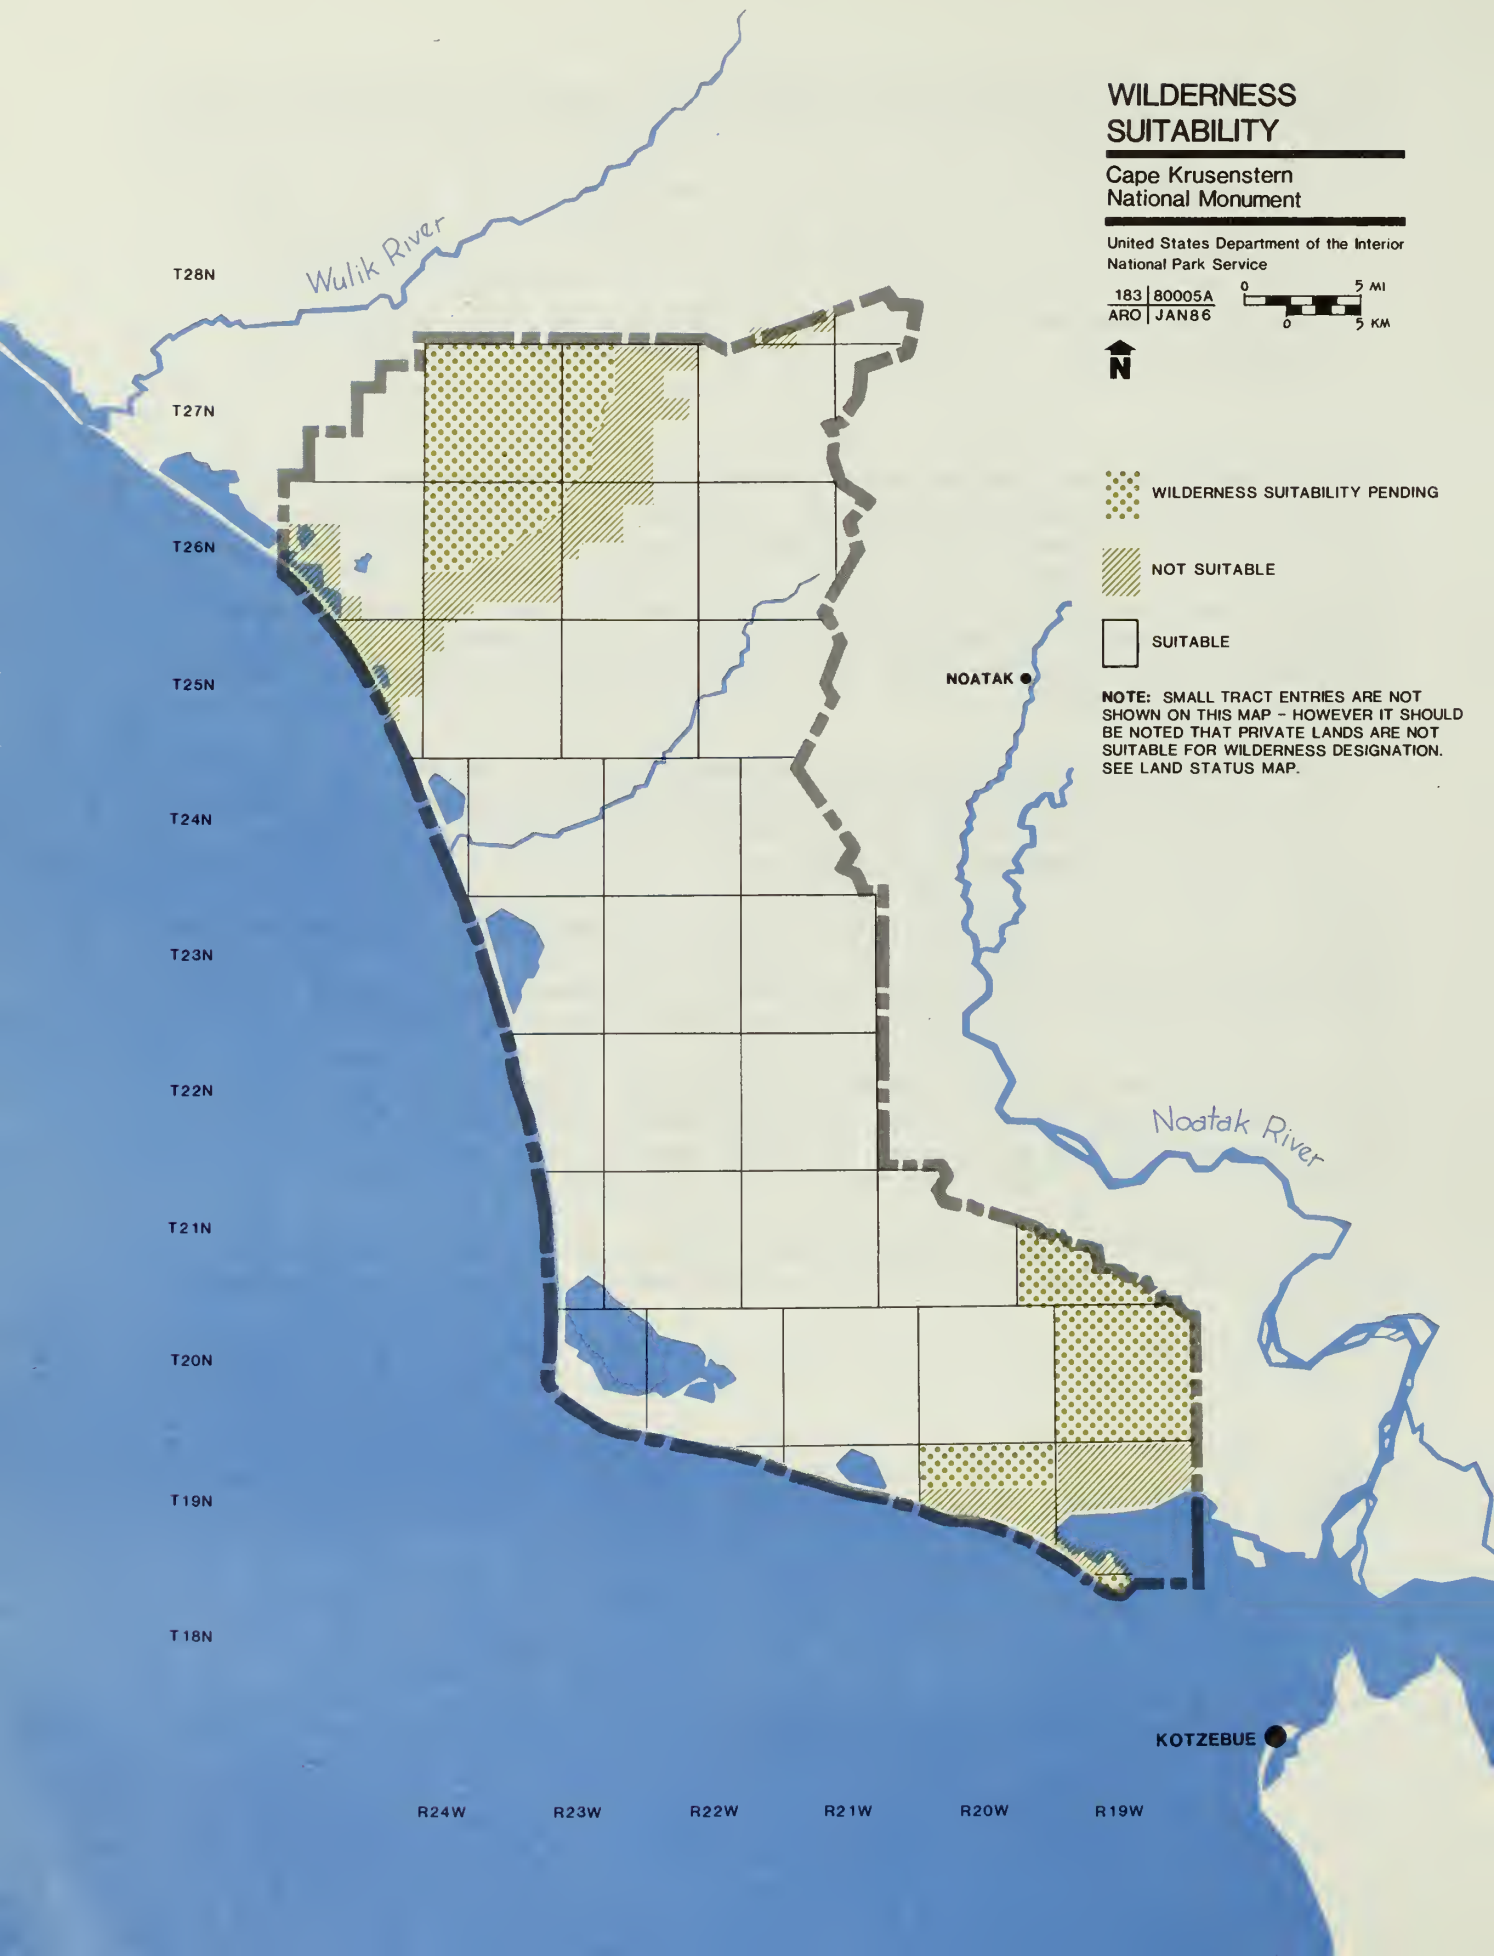 WILDERNESS
SUITABILITY
Cape Krusenstern
National Monument
United States Department of the Interior
National Park Service
183 80005A
ARO JAN86
0 5 MI
0 5 KM
N
WILDERNESS SUITABILITY PENDING
NOT SUITABLE
SUITABLE
NOTE: SMALL TRACT ENTRIES ARE NOT
SHOWN ON THIS MAP - HOWEVER IT SHOULD
BE NOTED THAT PRIVATE LANDS ARE NOT
SUITABLE FOR WILDERNESS DESIGNATION.
SEE LAND STATUS MAP.
Wulik River
NOATAK
Noatak River
KOTZEBUE
T28N
T27N
T26N
T25N
T24N
T23N
T22N
T21N
T20N
T19N
T18N
R24W R23W R22W R21W R20W R19W